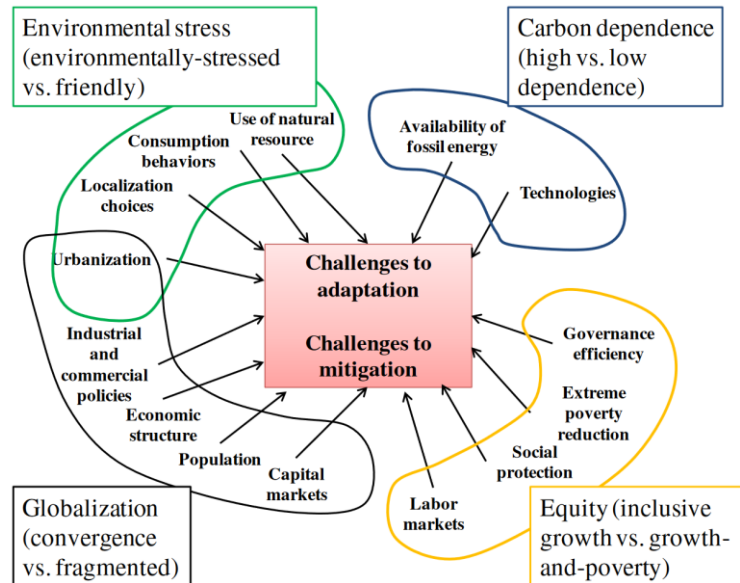 Environmental stress
(environmentally-stressed
vs. friendly)
Carbon dependence
(high vs. low
dependence)
Use of natural
resource
Consumption
behaviors
Localization
choices
Urbanization
Availability of
fossil energy
Technologies
Challenges to
adaptation
Challenges to
mitigation
Industrial
and
commercial
policies
Economic
structure
Population
Capital
markets
Governance
efficiency
Extreme
poverty
reduction
Social
protection
Labor
markets
Globalization
(convergence
vs. fragmented)
Equity (inclusive
growth vs. growth-
and-poverty)